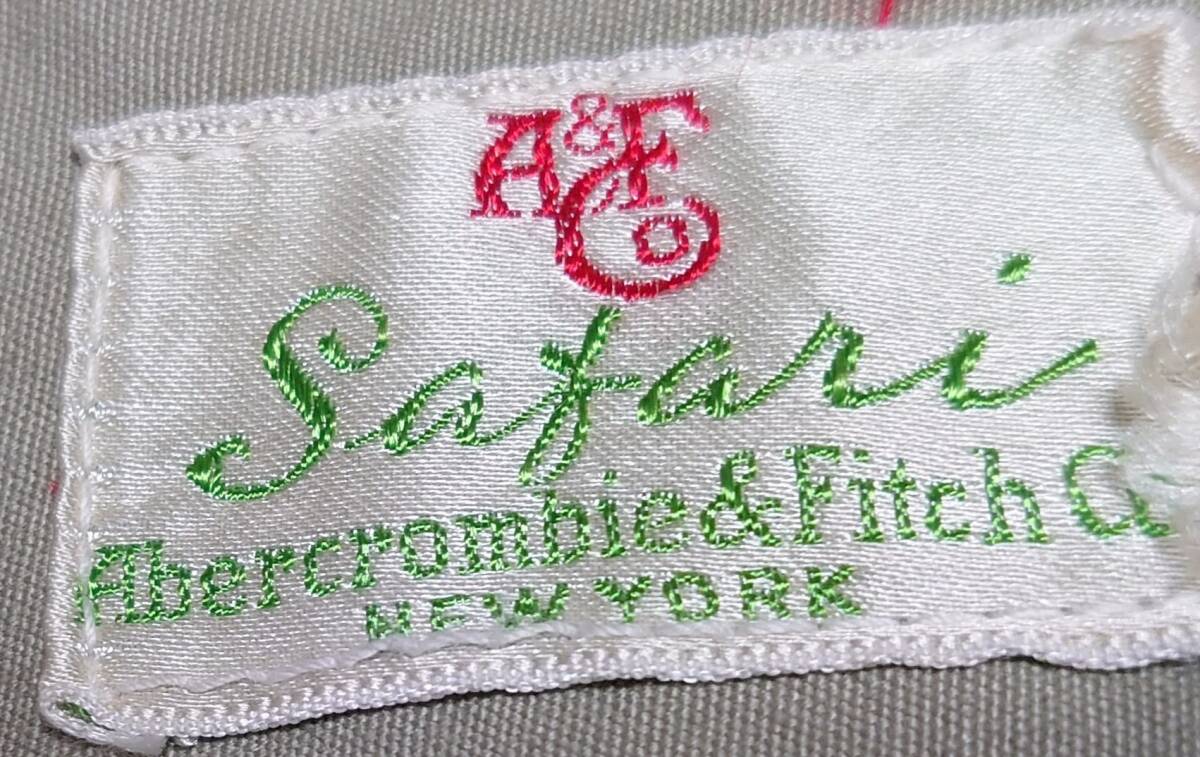 A&F
Co
Safari
Abercrombie & Fitch Co
NEW YORK